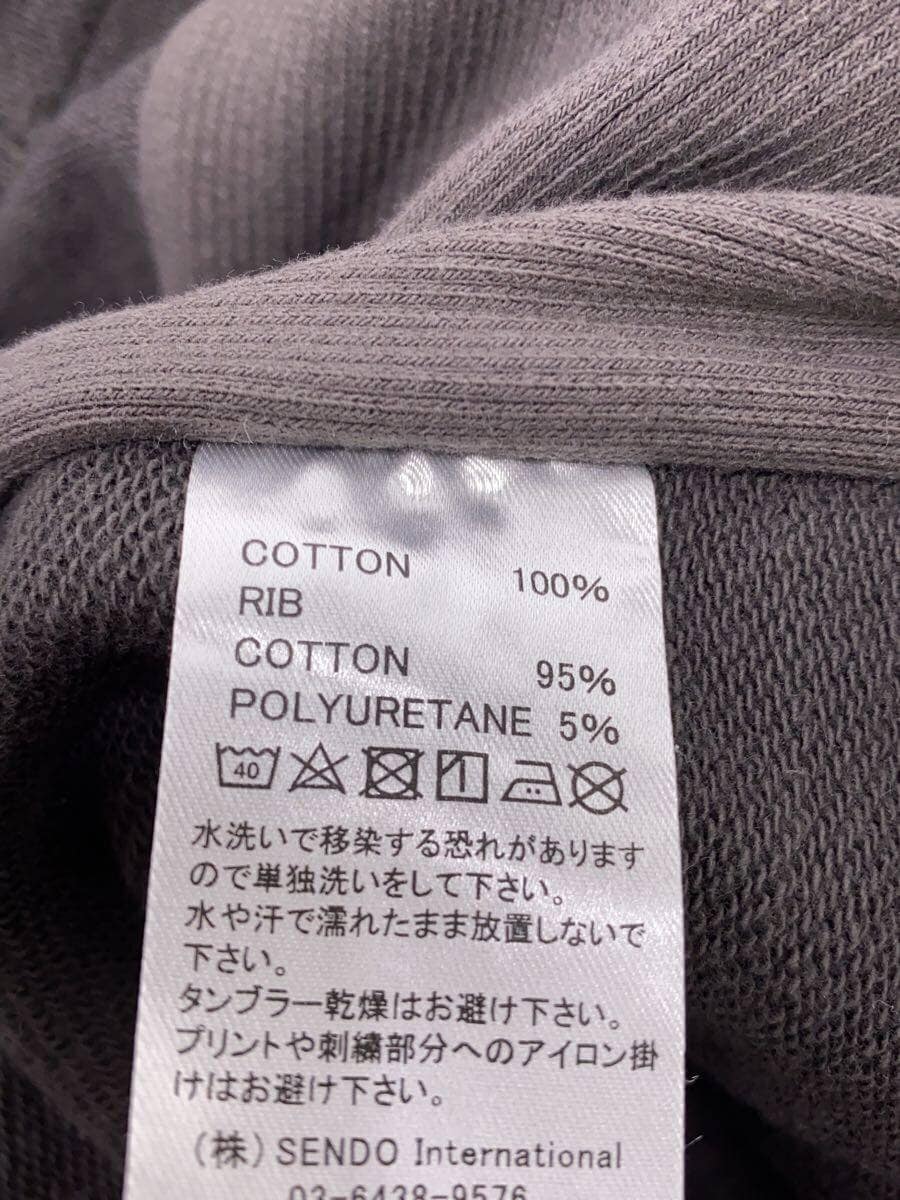 COTTON 100%
RIB
COTTON 95%
POLYURETANE 5%
40
水洗いで移染する恐れがあります
ので単独洗いをして下さい。
水や汗で濡れたまま放置しないで
下さい。
タンブラー乾燥はお避け下さい。
プリントや刺繍部分へのアイロン掛
けはお避け下さい。
(株) SENDO International
03-6438-9576